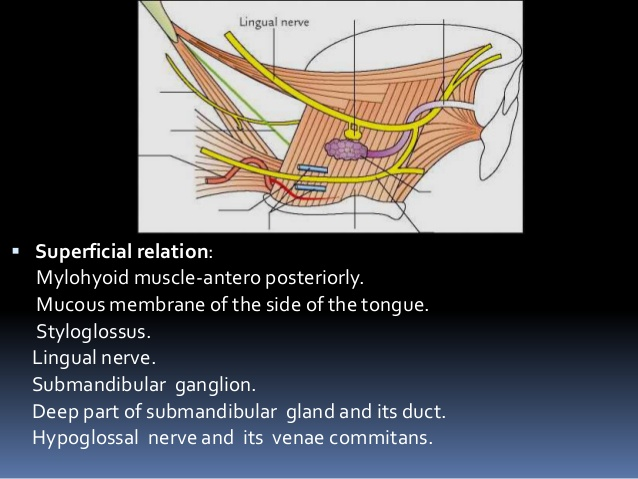 Lingual nerve
▪ Superficial relation:
Mylohyoid muscle-antero posteriorly.
Mucous membrane of the side of the tongue.
Styloglossus.
Lingual nerve.
Submandibular ganglion.
Deep part of submandibular gland and its duct.
Hypoglossal nerve and its venae commitans.